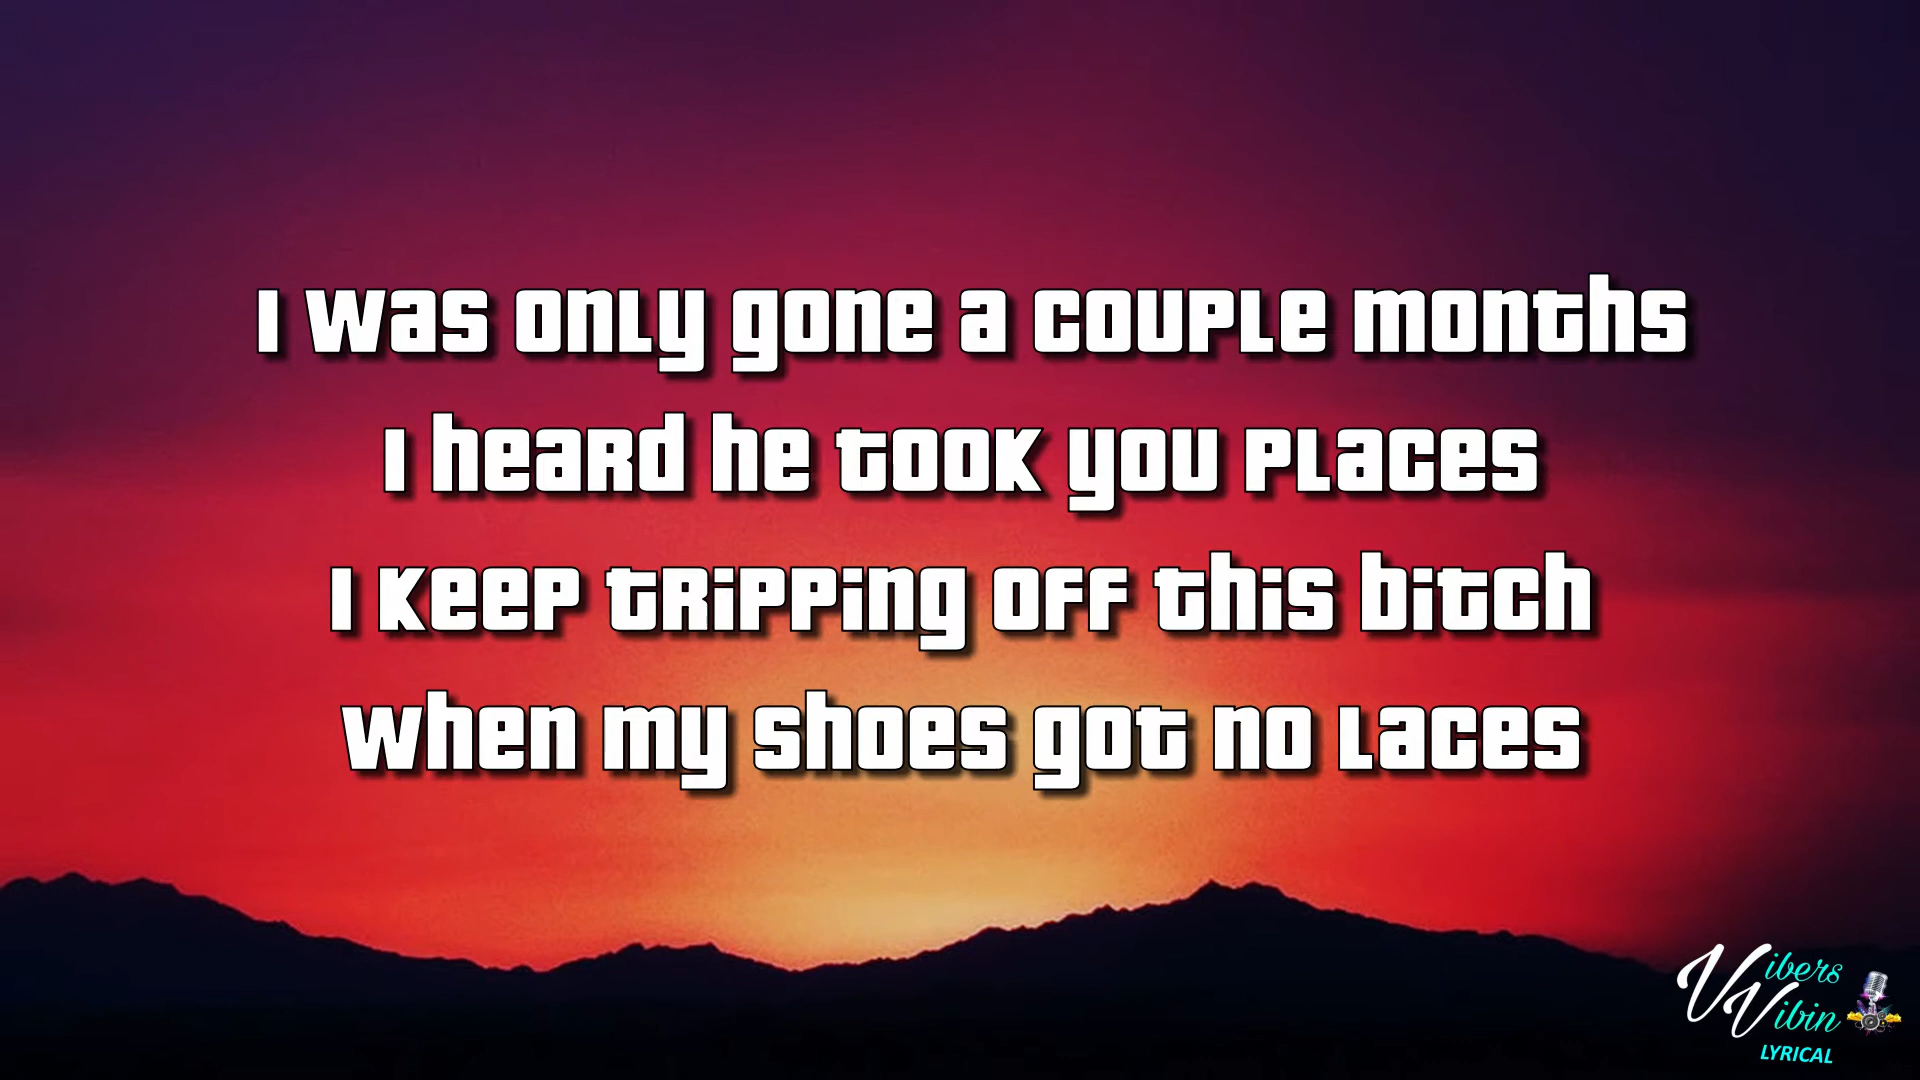 I was only gone a couple months
I heard he took you places
I keep tripping off this bitch
when my shoes got no laces
Vibers
Vibin
LYRICAL